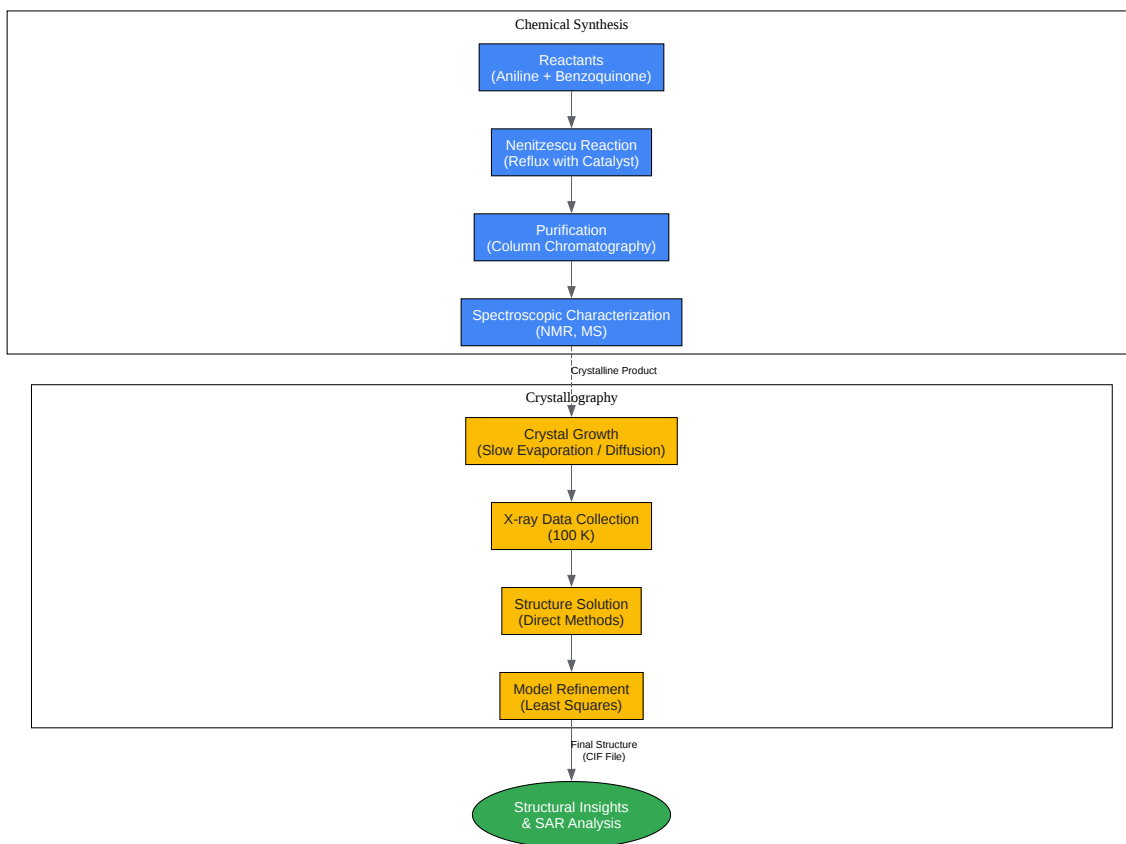 Chemical Synthesis
Reactants
(Aniline + Benzoquinone)
Nenitzescu Reaction
(Reflux with Catalyst)
Purification
(Column Chromatography)
Spectroscopic Characterization
(NMR, MS)
Crystalline Product
Crystallography
Crystal Growth
(Slow Evaporation / Diffusion)
X-ray Data Collection
(100 K)
Structure Solution
(Direct Methods)
Model Refinement
(Least Squares)
Final Structure
(CIF File)
Structural Insights
& SAR Analysis